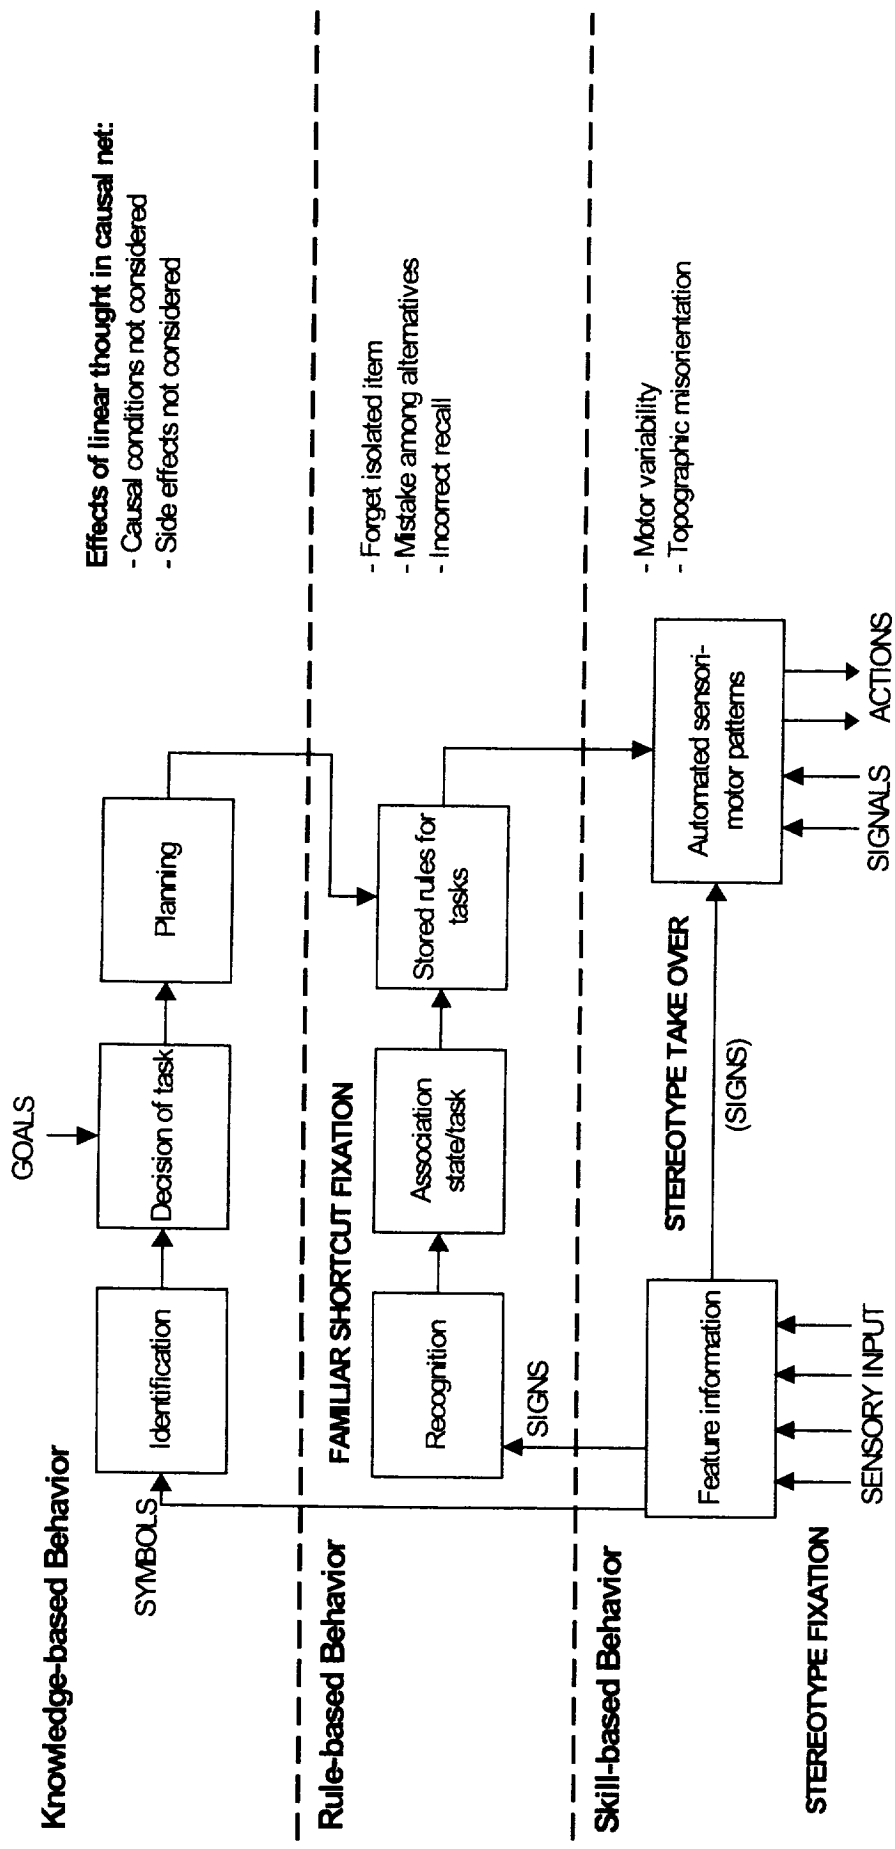 Knowledge-based Behavior
GOALS
Effects of linear thought in causal net:
- Causal conditions not considered
- Side effects not considered
SYMBOLS
Identification
Decision of task
Planning
Rule-based Behavior
FAMILIAR SHORTCUT FIXATION
- Forget isolated item
- Mistake among alternatives
- Incorrect recall
Recognition
Association
state/task
Stored rules for
tasks
SIGNS
Skill-based Behavior
STEREOTYPE TAKE OVER
- Motor variability
- Topographic misorientation
Feature information
(SIGNS)
Automated sensori-
motor patterns
STEREOTYPE FIXATION
SENSORY INPUT
SIGNALS
ACTIONS